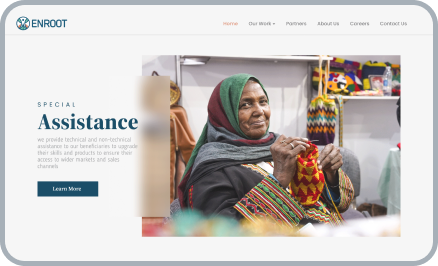 ENROOT
Home Our Work Partners About Us Careers Contact Us
SPECIAL
Assistance
we provide technical and non-technical
assistance to our beneficiaries to upgrade
their skills and products to ensure their
access to wider markets and sales
channels
Learn More